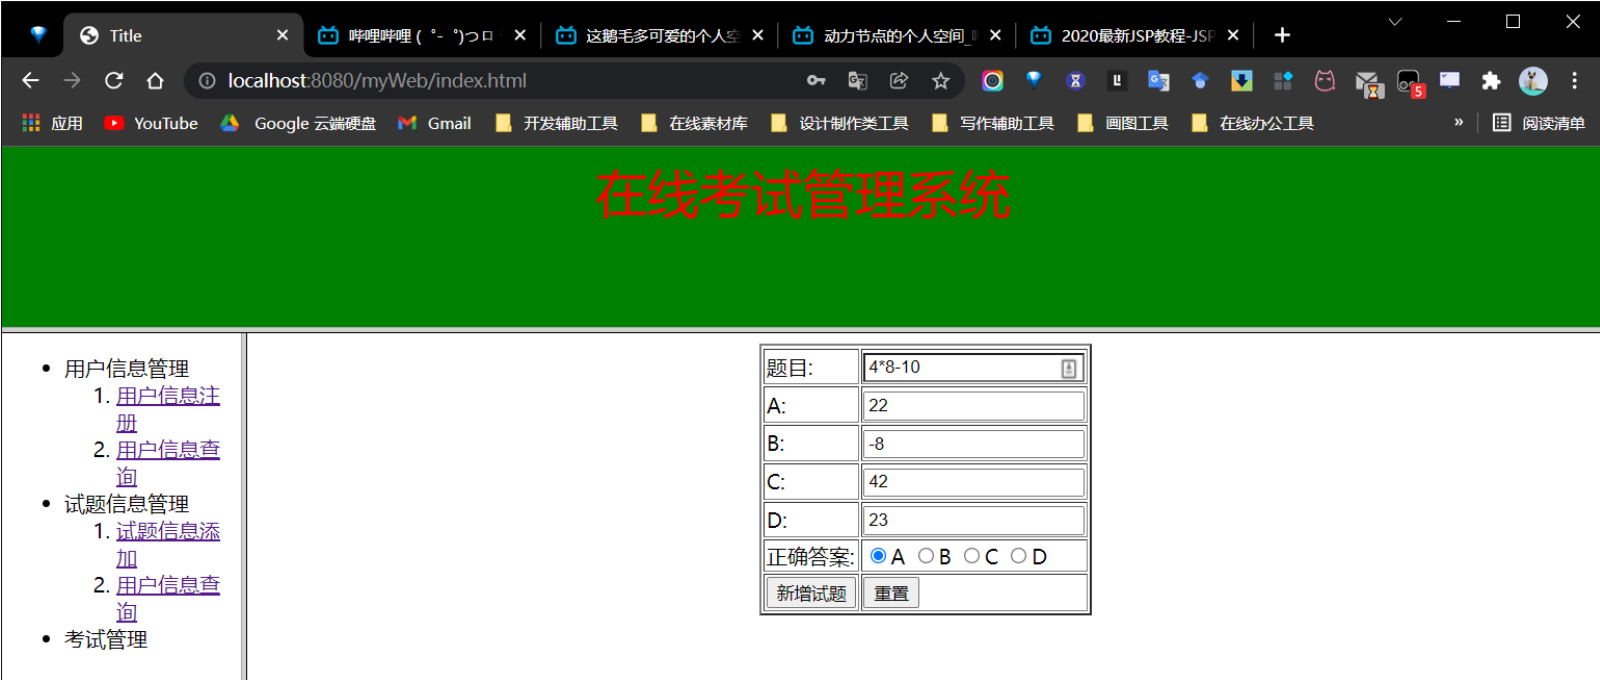 Title
哔哩哔哩 ( ゜- ゜)つロ
这鹅毛多可爱的个人空
动力节点的个人空间_
2020最新JSP教程-JSP
localhost:8080/myWeb/index.html
5
应用
YouTube
Google 云端硬盘
Gmail
开发辅助工具
在线素材库
设计制作类工具
写作辅助工具
画图工具
在线办公工具
»
阅读清单
在线考试管理系统
用户信息管理
1. 用户信息注
册
2. 用户信息查
询
试题信息管理
1. 试题信息添
加
2. 用户信息查
询
考试管理
题目: 4*8-10
A: 22
B: -8
C: 42
D: 23
正确答案: A B C D
新增试题 重置